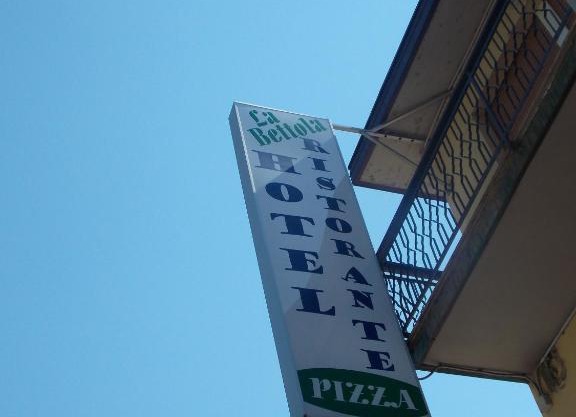 La
Bettola
HOTEL
RISTORANTE
PIZZA